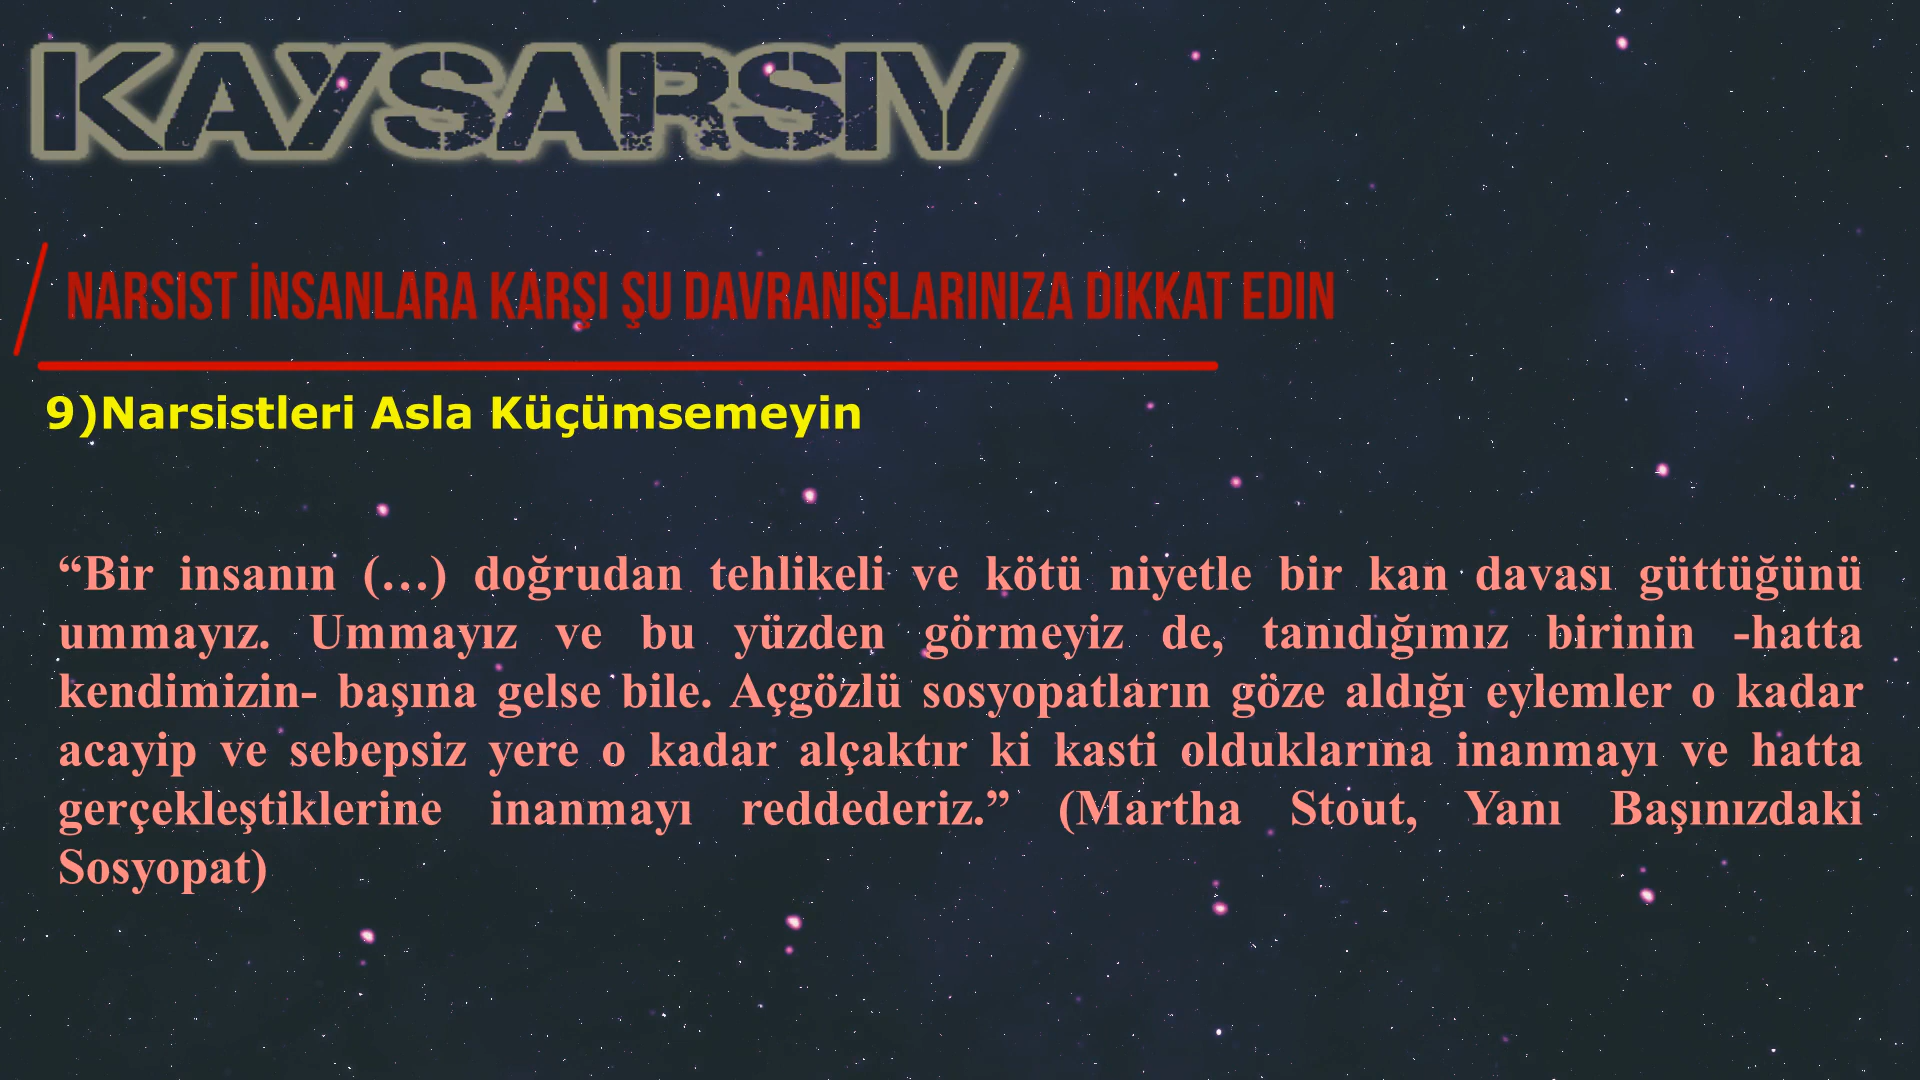 KAYSARSIV
NARSİST İNSANLARA KARŞI ŞU DAVRANIŞLARINIZA DIKKAT EDIN
9)Narsistleri Asla Küçümsemeyin
“Bir insanın (…) doğrudan tehlikeli ve kötü niyetle bir kan davası güttüğünü
ummayız. Ummayız ve bu yüzden görmeyiz de, tanıdığımız birinin -hatta
kendimizin- başına gelse bile. Açgözlü sosyopatların göze aldığı eylemler o kadar
acayip ve sebepsiz yere o kadar alçaktır ki kasti olduklarına inanmayı ve hatta
gerçekleştiklerine inanmayı reddederiz.” (Martha Stout, Yanı Başınızdaki
Sosyopat)